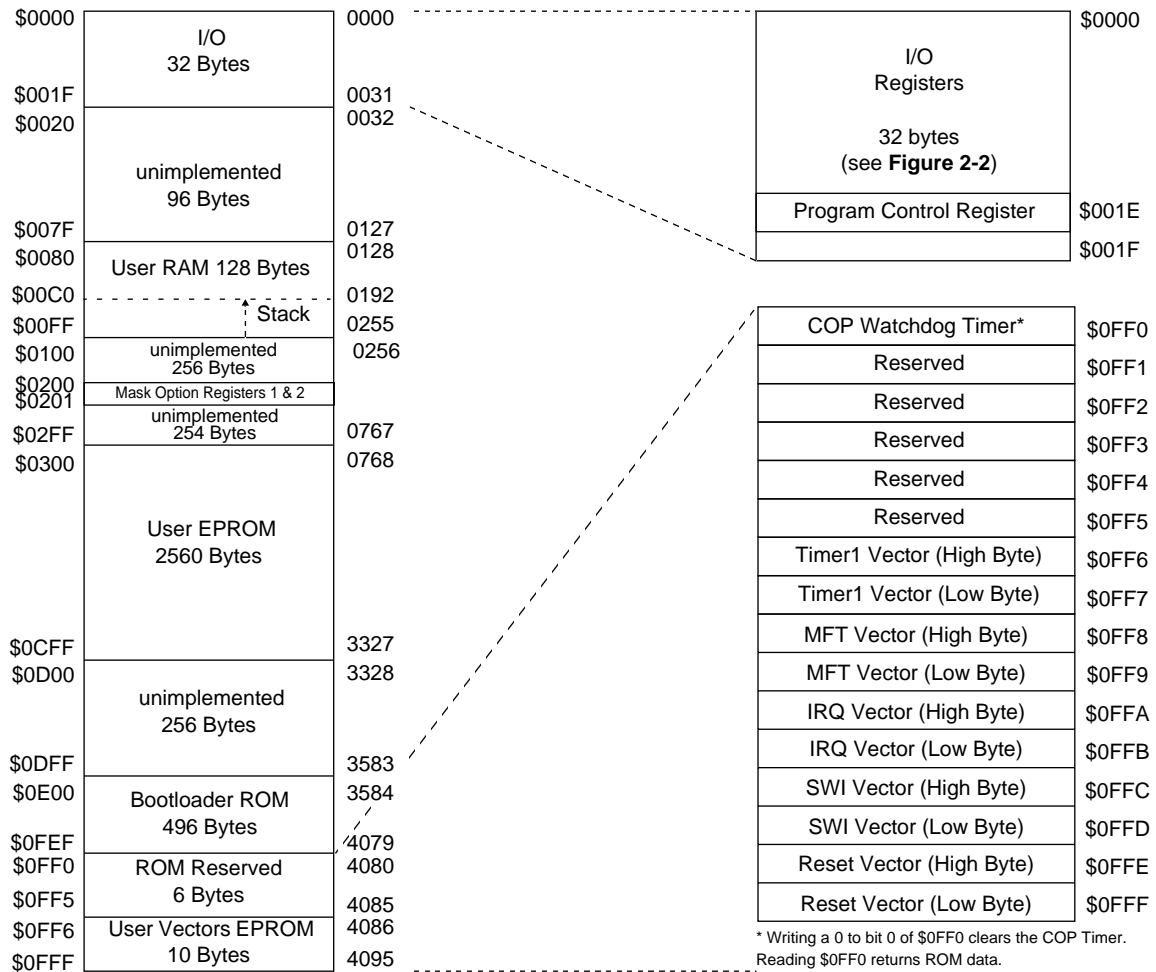 $0000 I/O 0000
32 Bytes
$001F 0031
$0020 0032
unimplemented
96 Bytes
$007F 0127
$0080 0128
User RAM 128 Bytes
$00C0 0192
Stack
$00FF 0255
$0100 unimplemented 0256
256 Bytes
$0200
Mask Option Registers 1 & 2
$0201
unimplemented
254 Bytes
$02FF 0767
$0300 0768
User EPROM
2560 Bytes
$0CFF 3327
$0D00 3328
unimplemented
256 Bytes
$0DFF 3583
$0E00 3584
Bootloader ROM
496 Bytes
$0FEF 4079
$0FF0 4080
ROM Reserved
6 Bytes
$0FF5 4085
$0FF6 User Vectors EPROM 4086
10 Bytes
$0FFF 4095
$0000
I/O
Registers
32 bytes
(see Figure 2-2)
Program Control Register $001E
$001F
COP Watchdog Timer* $0FF0
Reserved $0FF1
Reserved $0FF2
Reserved $0FF3
Reserved $0FF4
Reserved $0FF5
Timer1 Vector (High Byte) $0FF6
Timer1 Vector (Low Byte) $0FF7
MFT Vector (High Byte) $0FF8
MFT Vector (Low Byte) $0FF9
IRQ Vector (High Byte) $0FFA
IRQ Vector (Low Byte) $0FFB
SWI Vector (High Byte) $0FFC
SWI Vector (Low Byte) $0FFD
Reset Vector (High Byte) $0FFE
Reset Vector (Low Byte) $0FFF
* Writing a 0 to bit 0 of $0FF0 clears the COP Timer.
Reading $0FF0 returns ROM data.